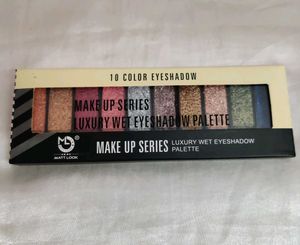 10 COLOR EYESHADOW
MAKE UP SERIES
LUXURY WET EYESHADOW PALETTE
ML
MATT LOOK
MAKE UP SERIES
LUXURY WET EYESHADOW
PALETTE